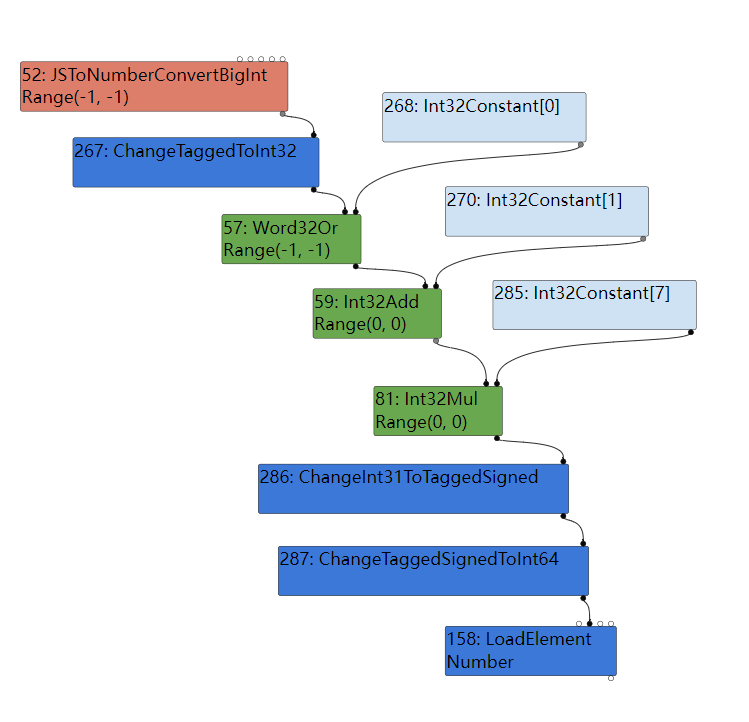 52: JSToNumberConvertBigInt
Range(-1, -1)
268: Int32Constant[0]
267: ChangeTaggedToInt32
270: Int32Constant[1]
57: Word32Or
Range(-1, -1)
285: Int32Constant[7]
59: Int32Add
Range(0, 0)
81: Int32Mul
Range(0, 0)
286: ChangeInt31ToTaggedSigned
287: ChangeTaggedSignedToInt64
158: LoadElement
Number